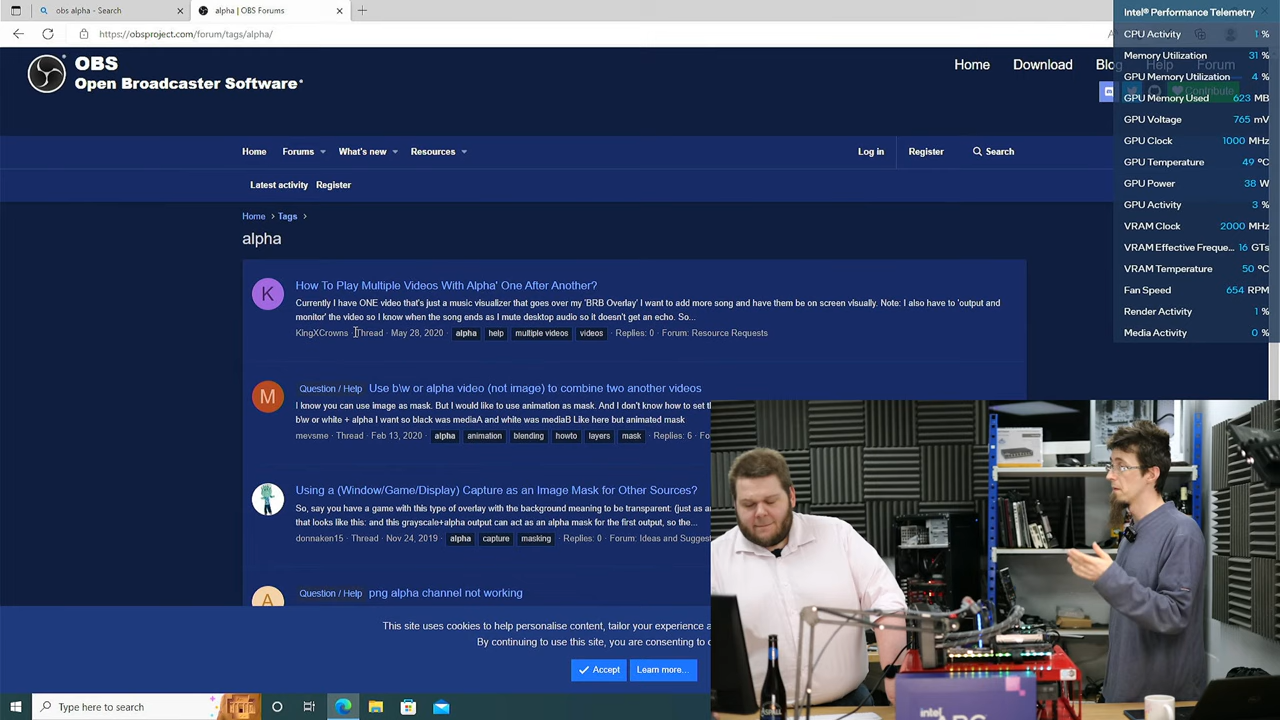 obs alpha - Search
alpha | OBS Forums
https://obsproject.com/forum/tags/alpha/
OBS
Open Broadcaster Software
Home
Download
Blog
Help
Forum
Contribute
Home
Forums
What's new
Resources
Log in
Register
Search
Latest activity
Register
Home > Tags >
alpha
K
How To Play Multiple Videos With Alpha' One After Another?
Currently I have ONE video that's just a music visualizer that goes over my 'BRB Overlay' I want to add more song and have them be on screen visually. Note: I also have to 'output and
monitor' the video so I know when the song ends as I mute desktop audio so it doesn't get an echo. So...
KingXCrowns · Thread · May 28, 2020 · alpha help multiple videos videos · Replies: 0 · Forum: Resource Requests
M
Question / Help Use b\w or alpha video (not image) to combine two another videos
I know you can use image as mask. But I would like to use animation as mask. And I don't know how to set th
b\w or white + alpha I want so black was mediaA and white was mediaB Like here but animated mask
mevsme · Thread · Feb 13, 2020 · alpha animation blending howto layers mask · Replies: 6 · Fo
Using a (Window/Game/Display) Capture as an Image Mask for Other Sources?
So, say you have a game with this type of overlay with the background meaning to be transparent. (just as ar
that looks like this: and this grayscale+alpha output can act as an alpha mask for the first output, so the...
donnaken15 · Thread · Nov 24, 2019 · alpha capture masking · Replies: 0 · Forum: Ideas and Sugges
A
Question / Help png alpha channel not working
This site uses cookies to help personalise content, tailor your experience a
By continuing to use this site, you are consenting to o
Accept
Learn more...
Type here to search
Intel® Performance Telemetry
CPU Activity 1 %
Memory Utilization 31 %
GPU Memory Utilization 4 %
GPU Memory Used 623 MB
GPU Voltage 765 mV
GPU Clock 1000 MHz
GPU Temperature 49 ºC
GPU Power 38 W
GPU Activity 3 %
VRAM Clock 2000 MHz
VRAM Effective Freque... 16 GTs
VRAM Temperature 50 ºC
Fan Speed 654 RPM
Render Activity 1 %
Media Activity 0 %
intel
ARC